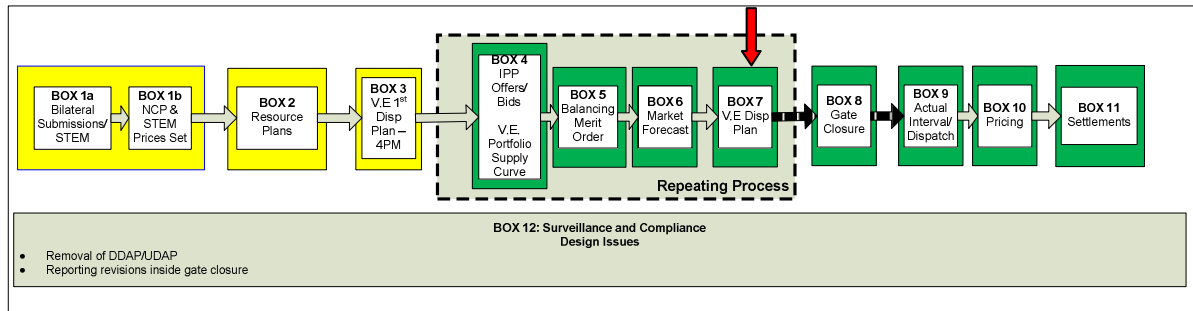 BOX 1a
Bilateral
Submissions/
STEM
BOX 1b
NCP &
STEM
Prices Set
BOX 2
Resource
Plans
BOX 3
V.E 1st
Disp
Plan –
4PM
BOX 4
IPP
Offers/
Bids
V.E.
Portfolio
Supply
Curve
BOX 5
Balancing
Merit
Order
BOX 6
Market
Forecast
BOX 7
V.E Disp
Plan
Repeating Process
BOX 8
Gate
Closure
BOX 9
Actual
Interval/
Dispatch
BOX 10
Pricing
BOX 11
Settlements
BOX 12: Surveillance and Compliance
Design Issues
• Removal of DDAP/UDAP
• Reporting revisions inside gate closure